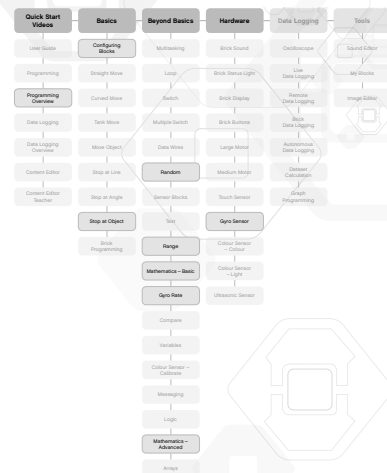 Quick Start
Videos
Basics
Beyond Basics
Hardware
Data Logging
Tools
User Guide
Configuring
Blocks
Multitasking
Brick Sound
Oscilloscope
Sound Editor
Programming
Straight Move
Loop
Brick Status Light
Live
Data Logging
My Blocks
Programming
Overview
Curved Move
Switch
Brick Display
Remote
Data Logging
Image Editor
Data Logging
Tank Move
Multiple Switch
Brick Buttons
Brick
Data Logging
Data Logging
Overview
Move Object
Data Wires
Large Motor
Autonomous
Data Logging
Content Editor
Stop at Line
Random
Medium Motor
Dataset
Calculation
Content Editor
Teacher
Stop at Angle
Sensor Blocks
Touch Sensor
Graph
Programming
Stop at Object
Text
Gyro Sensor
Brick
Programming
Range
Colour Sensor
– Colour
Mathematics – Basic
Colour Sensor
– Light
Gyro Rate
Ultrasonic Sensor
Compare
Variables
Colour Sensor –
Calibrate
Messaging
Logic
Mathematics –
Advanced
Arrays